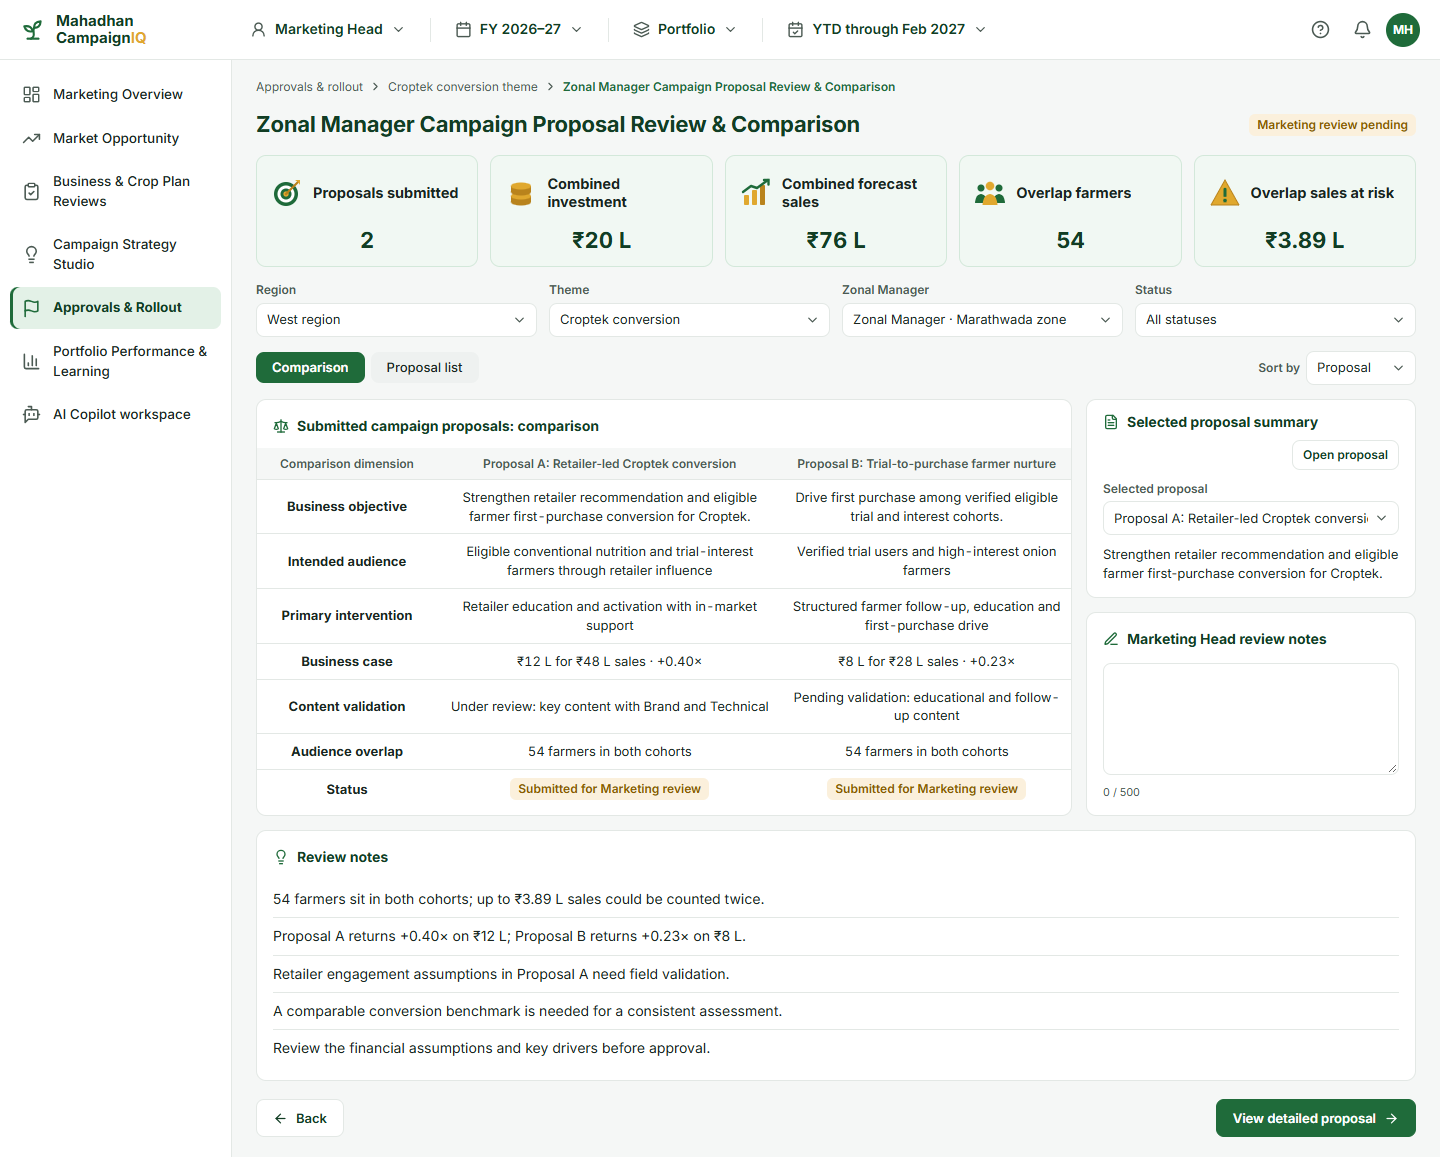 Mahadhan
CampaignIQ
Marketing Head
FY 2026–27
Portfolio
YTD through Feb 2027
MH
Marketing Overview
Market Opportunity
Business & Crop Plan
Reviews
Campaign Strategy
Studio
Approvals & Rollout
Portfolio Performance &
Learning
AI Copilot workspace
Approvals & rollout > Croptek conversion theme > Zonal Manager Campaign Proposal Review & Comparison
Zonal Manager Campaign Proposal Review & Comparison
Marketing review pending
Proposals submitted
2
Combined
investment
₹20 L
Combined forecast
sales
₹76 L
Overlap farmers
54
Overlap sales at risk
₹3.89 L
Region
Theme
Zonal Manager
Status
West region
Croptek conversion
Zonal Manager · Marathwada zone
All statuses
Comparison
Proposal list
Sort by
Proposal
Submitted campaign proposals: comparison
Comparison dimension
Proposal A: Retailer-led Croptek conversion
Proposal B: Trial-to-purchase farmer nurture
Business objective
Strengthen retailer recommendation and eligible
farmer first-purchase conversion for Croptek.
Drive first purchase among verified eligible
trial and interest cohorts.
Intended audience
Eligible conventional nutrition and trial-interest
farmers through retailer influence
Verified trial users and high-interest onion
farmers
Primary intervention
Retailer education and activation with in-market
support
Structured farmer follow-up, education and
first-purchase drive
Business case
₹12 L for ₹48 L sales · +0.40×
₹8 L for ₹28 L sales · +0.23×
Content validation
Under review: key content with Brand and Technical
Pending validation: educational and follow-
up content
Audience overlap
54 farmers in both cohorts
54 farmers in both cohorts
Status
Submitted for Marketing review
Submitted for Marketing review
Selected proposal summary
Open proposal
Selected proposal
Proposal A: Retailer-led Croptek conversi
Strengthen retailer recommendation and eligible
farmer first-purchase conversion for Croptek.
Marketing Head review notes
0 / 500
Review notes
54 farmers sit in both cohorts; up to ₹3.89 L sales could be counted twice.
Proposal A returns +0.40× on ₹12 L; Proposal B returns +0.23× on ₹8 L.
Retailer engagement assumptions in Proposal A need field validation.
A comparable conversion benchmark is needed for a consistent assessment.
Review the financial assumptions and key drivers before approval.
Back
View detailed proposal